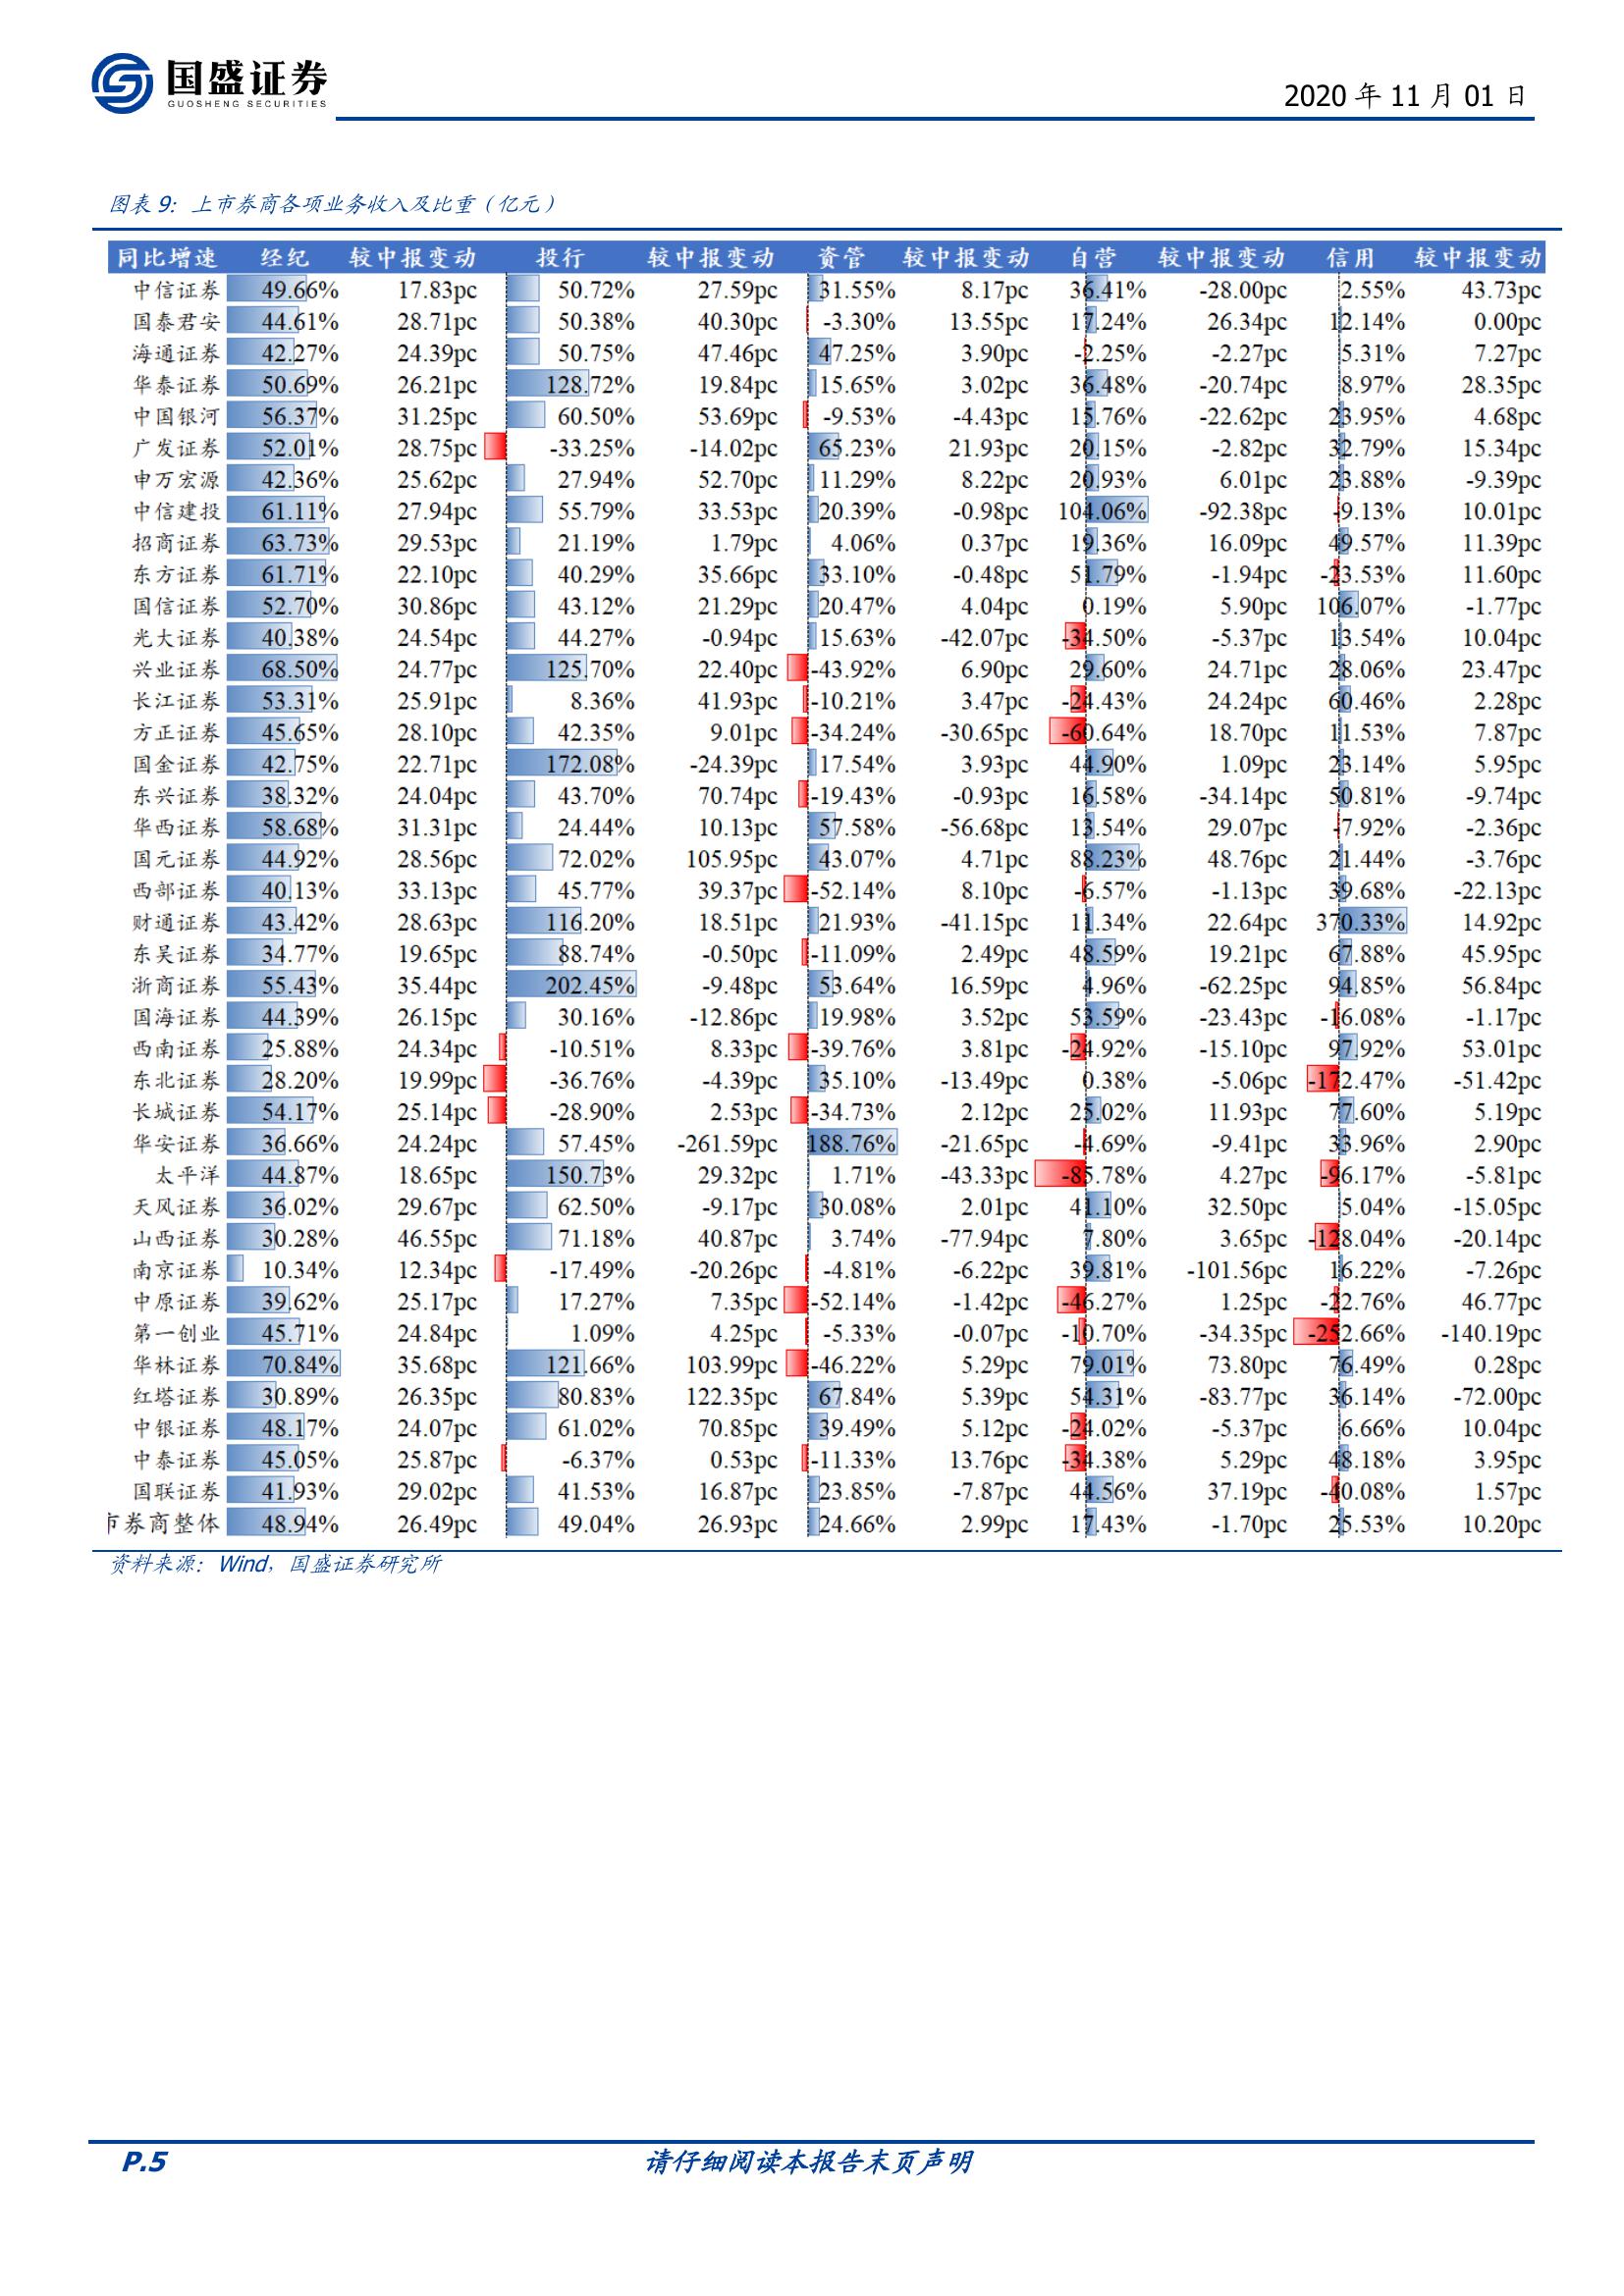 国盛证券
GUOSHENG SECURITIES
2020 年 11 月 01 日
图表 9：上市券商各项业务收入及比重（亿元）
同比增速 经纪 较中报变动 投行 较中报变动 资管 较中报变动 自营 较中报变动 信用 较中报变动
中信证券 49.66% 17.83pc 50.72% 27.59pc 31.55% 8.17pc 36.41% -28.00pc 2.55% 43.73pc
国泰君安 44.61% 28.71pc 50.38% 40.30pc -3.30% 13.55pc 17.24% 26.34pc 12.14% 0.00pc
海通证券 42.27% 24.39pc 50.75% 47.46pc 47.25% 3.90pc -2.25% -2.27pc 5.31% 7.27pc
华泰证券 50.69% 26.21pc 128.72% 19.84pc 15.65% 3.02pc 36.48% -20.74pc 8.97% 28.35pc
中国银河 56.37% 31.25pc 60.50% 53.69pc -9.53% -4.43pc 15.76% -22.62pc 23.95% 4.68pc
广发证券 52.01% 28.75pc -33.25% -14.02pc 65.23% 21.93pc 20.15% -2.82pc 32.79% 15.34pc
申万宏源 42.36% 25.62pc 27.94% 52.70pc 11.29% 8.22pc 20.93% 6.01pc 23.88% -9.39pc
中信建投 61.11% 27.94pc 55.79% 33.53pc 20.39% -0.98pc 104.06% -92.38pc -9.13% 10.01pc
招商证券 63.73% 29.53pc 21.19% 1.79pc 4.06% 0.37pc 19.36% 16.09pc 49.57% 11.39pc
东方证券 61.71% 22.10pc 40.29% 35.66pc 33.10% -0.48pc 51.79% -1.94pc -23.53% 11.60pc
国信证券 52.70% 30.86pc 43.12% 21.29pc 20.47% 4.04pc 0.19% 5.90pc 106.07% -1.77pc
光大证券 40.38% 24.54pc 44.27% -0.94pc 15.63% -42.07pc -34.50% -5.37pc 13.54% 10.04pc
兴业证券 68.50% 24.77pc 125.70% 22.40pc -43.92% 6.90pc 29.60% 24.71pc 28.06% 23.47pc
长江证券 53.31% 25.91pc 8.36% 41.93pc -10.21% 3.47pc -24.43% 24.24pc 60.46% 2.28pc
方正证券 45.65% 28.10pc 42.35% 9.01pc -34.24% -30.65pc -60.64% 18.70pc 11.53% 7.87pc
国金证券 42.75% 22.71pc 172.08% -24.39pc 17.54% 3.93pc 44.90% 1.09pc 23.14% 5.95pc
东兴证券 38.32% 24.04pc 43.70% 70.74pc -19.43% -0.93pc 16.58% -34.14pc 50.81% -9.74pc
华西证券 58.68% 31.31pc 24.44% 10.13pc 57.58% -56.68pc 13.54% 29.07pc -7.92% -2.36pc
国元证券 44.92% 28.56pc 72.02% 105.95pc 43.07% 4.71pc 88.23% 48.76pc 21.44% -3.76pc
西部证券 40.13% 33.13pc 45.77% 39.37pc -52.14% 8.10pc -6.57% -1.13pc 39.68% -22.13pc
财通证券 43.42% 28.63pc 116.20% 18.51pc 21.93% -41.15pc 11.34% 22.64pc 370.33% 14.92pc
东吴证券 34.77% 19.65pc 88.74% -0.50pc -11.09% 2.49pc 48.59% 19.21pc 67.88% 45.95pc
浙商证券 55.43% 35.44pc 202.45% -9.48pc 53.64% 16.59pc 4.96% -62.25pc 94.85% 56.84pc
国海证券 44.39% 26.15pc 30.16% -12.86pc 19.98% 3.52pc 53.59% -23.43pc -16.08% -1.17pc
西南证券 25.88% 24.34pc -10.51% 8.33pc -39.76% 3.81pc -24.92% -15.10pc 97.92% 53.01pc
东北证券 28.20% 19.99pc -36.76% -4.39pc 35.10% -13.49pc 0.38% -5.06pc -172.47% -51.42pc
长城证券 54.17% 25.14pc -28.90% 2.53pc -34.73% 2.12pc 25.02% 11.93pc 77.60% 5.19pc
华安证券 36.66% 24.24pc 57.45% -261.59pc 188.76% -21.65pc -4.69% -9.41pc 33.96% 2.90pc
太平洋 44.87% 18.65pc 150.73% 29.32pc 1.71% -43.33pc -85.78% 4.27pc -96.17% -5.81pc
天风证券 36.02% 29.67pc 62.50% -9.17pc 30.08% 2.01pc 41.10% 32.50pc 5.04% -15.05pc
山西证券 30.28% 46.55pc 71.18% 40.87pc 3.74% -77.94pc 7.80% 3.65pc -128.04% -20.14pc
南京证券 10.34% 12.34pc -17.49% -20.26pc -4.81% -6.22pc 39.81% -101.56pc 16.22% -7.26pc
中原证券 39.62% 25.17pc 17.27% 7.35pc -52.14% -1.42pc -46.27% 1.25pc -22.76% 46.77pc
第一创业 45.71% 24.84pc 1.09% 4.25pc -5.33% -0.07pc -10.70% -34.35pc -252.66% -140.19pc
华林证券 70.84% 35.68pc 121.66% 103.99pc -46.22% 5.29pc 79.01% 73.80pc 76.49% 0.28pc
红塔证券 30.89% 26.35pc 80.83% 122.35pc 67.84% 5.39pc 54.31% -83.77pc 36.14% -72.00pc
中银证券 48.17% 24.07pc 61.02% 70.85pc 39.49% 5.12pc -24.02% -5.37pc 6.66% 10.04pc
中泰证券 45.05% 25.87pc -6.37% 0.53pc -11.33% 13.76pc -34.38% 5.29pc 48.18% 3.95pc
国联证券 41.93% 29.02pc 41.53% 16.87pc 23.85% -7.87pc 44.56% 37.19pc -40.08% 1.57pc
市券商整体 48.94% 26.49pc 49.04% 26.93pc 24.66% 2.99pc 17.43% -1.70pc 25.53% 10.20pc
资料来源：Wind，国盛证券研究所
P.5 请仔细阅读本报告末页声明